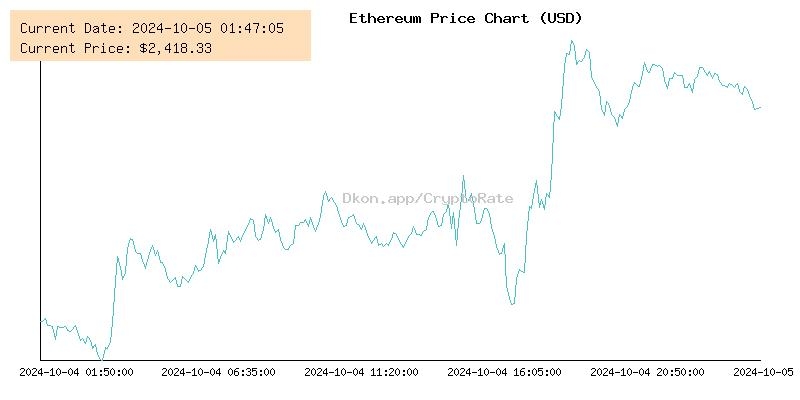 Ethereum Price Chart (USD)
Current Date: 2024-10-05 01:47:05
Current Price: $2,418.33
Dkon.app/CryptoRate
2024-10-04 01:50:00 2024-10-04 06:35:00 2024-10-04 11:20:00 2024-10-04 16:05:00 2024-10-04 20:50:00 2024-10-05